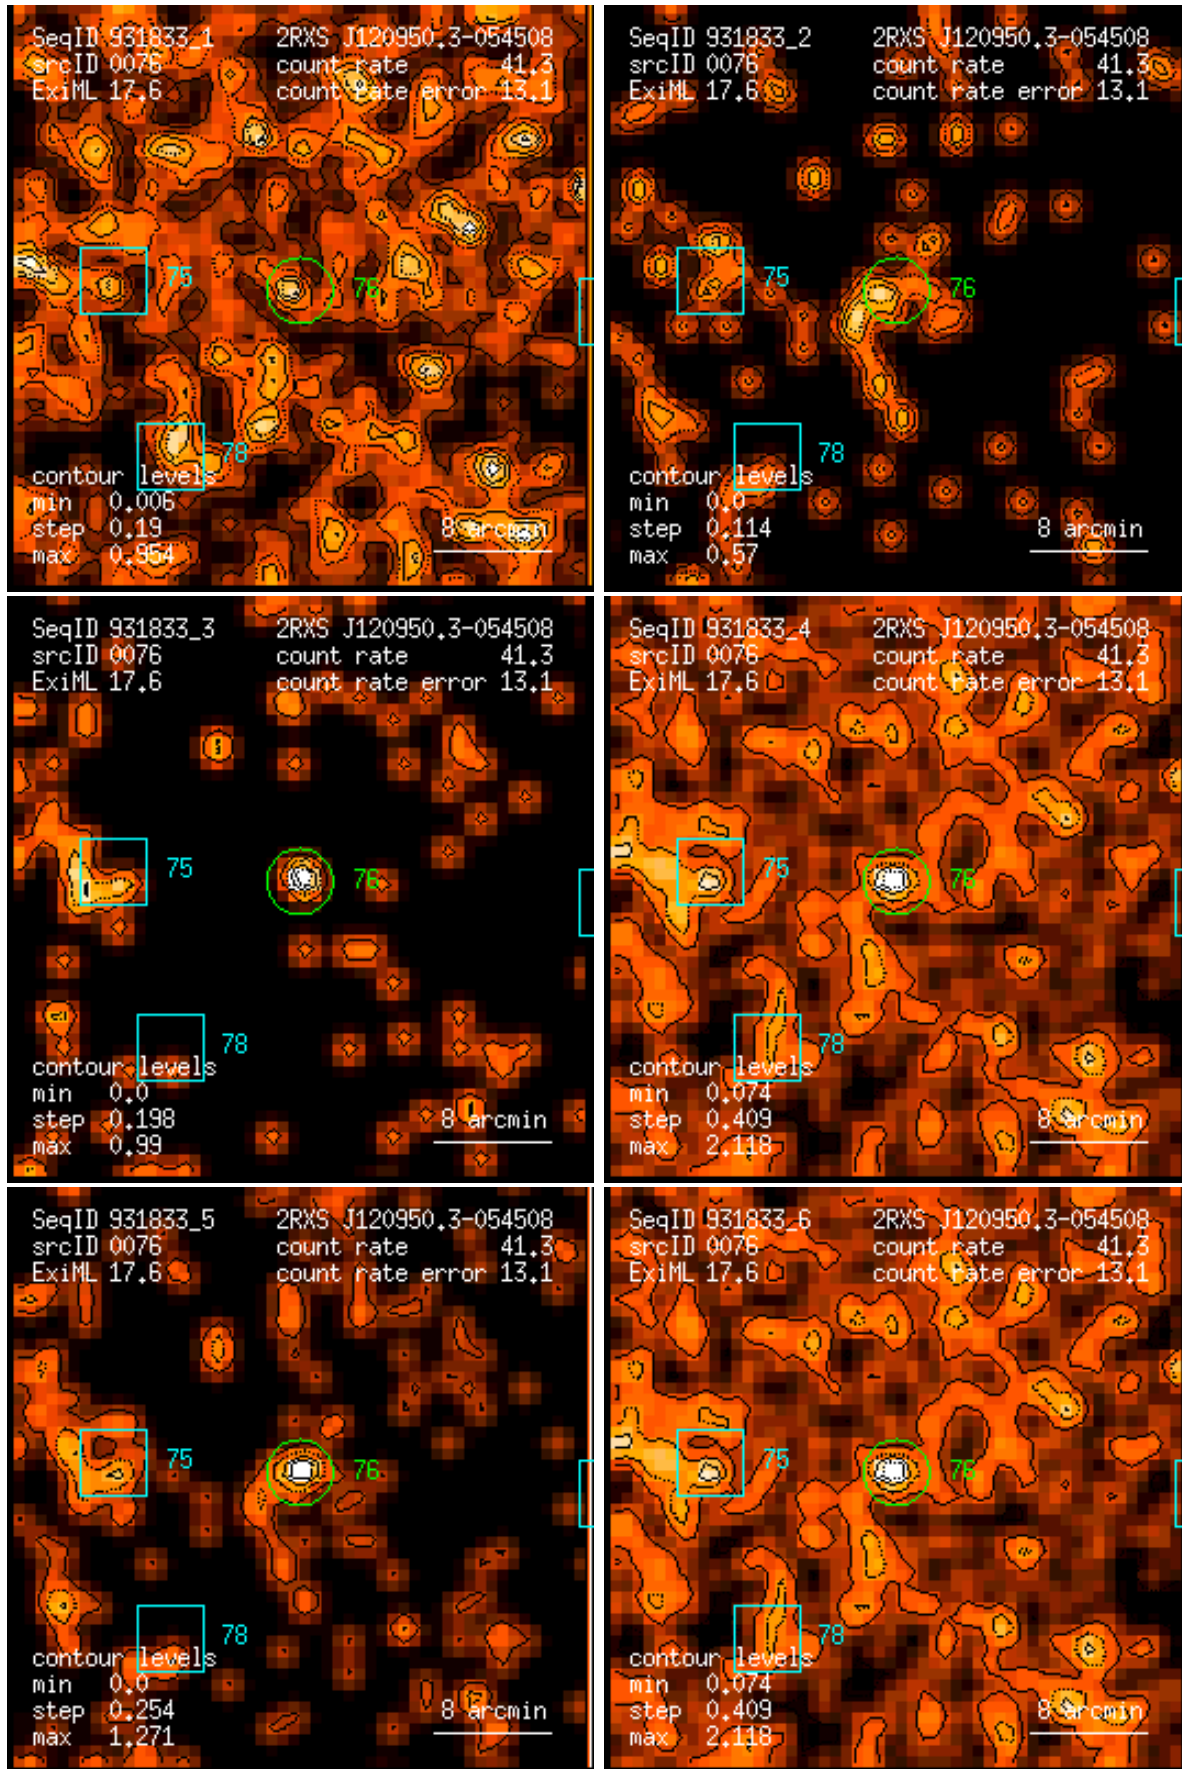 SeqID 931833_1 2RXS J120950.3-054508
srcID 0076 count rate 41.3
ExiML 17.6 count rate error 13.1
75
76
78
contour levels
min 0.006
step 0.19 8 arcmin
max 0.954
SeqID 931833_2 2RXS J120950.3-054508
srcID 0076 count rate 41.3
ExiML 17.6 count rate error 13.1
75
76
78
contour levels
min 0.0
step 0.114 8 arcmin
max 0.57
SeqID 931833_3 2RXS J120950.3-054508
srcID 0076 count rate 41.3
ExiML 17.6 count rate error 13.1
75
76
78
contour levels
min 0.0
step 0.198 8 arcmin
max 0.99
SeqID 931833_4 2RXS J120950.3-054508
srcID 0076 count rate 41.3
ExiML 17.6 count rate error 13.1
75
76
78
contour levels
min 0.074
step 0.409 8 arcmin
max 2.118
SeqID 931833_5 2RXS J120950.3-054508
srcID 0076 count rate 41.3
ExiML 17.6 count rate error 13.1
75
76
78
contour levels
min 0.0
step 0.254 8 arcmin
max 1.271
SeqID 931833_6 2RXS J120950.3-054508
srcID 0076 count rate 41.3
ExiML 17.6 count rate error 13.1
75
76
78
contour levels
min 0.074
step 0.409 8 arcmin
max 2.118